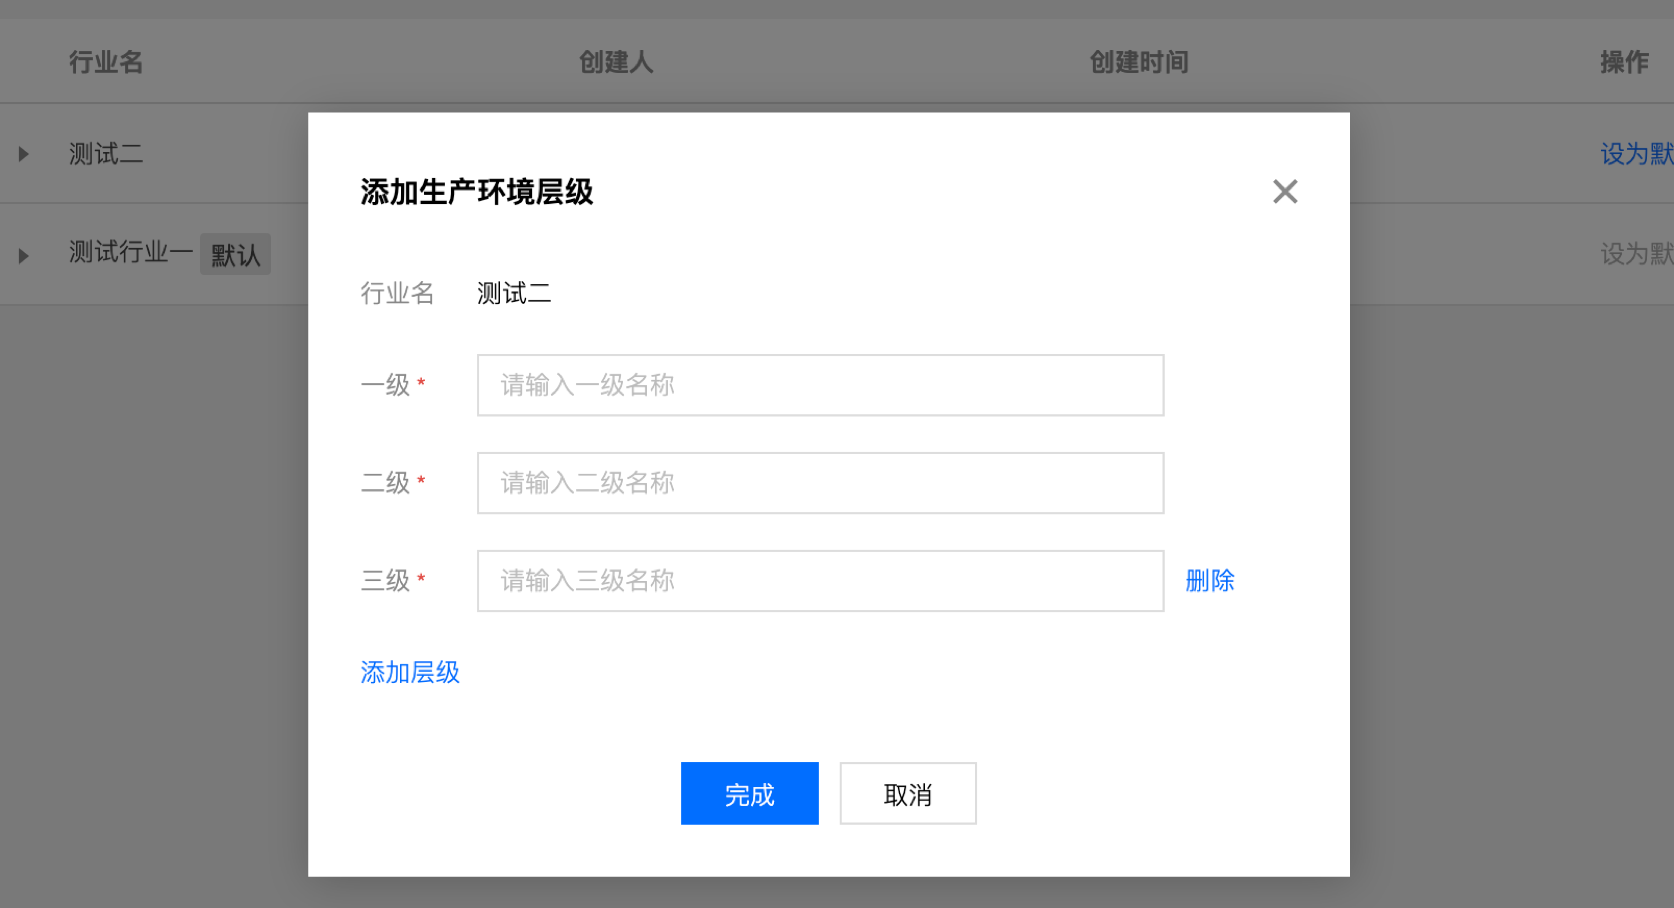 行业名 创建人 创建时间 操作
测试二 设为默
测试行业一 默认 设为默
添加生产环境层级
行业名 测试二
一级 * 请输入一级名称
二级 * 请输入二级名称
三级 * 请输入三级名称 删除
添加层级
完成 取消